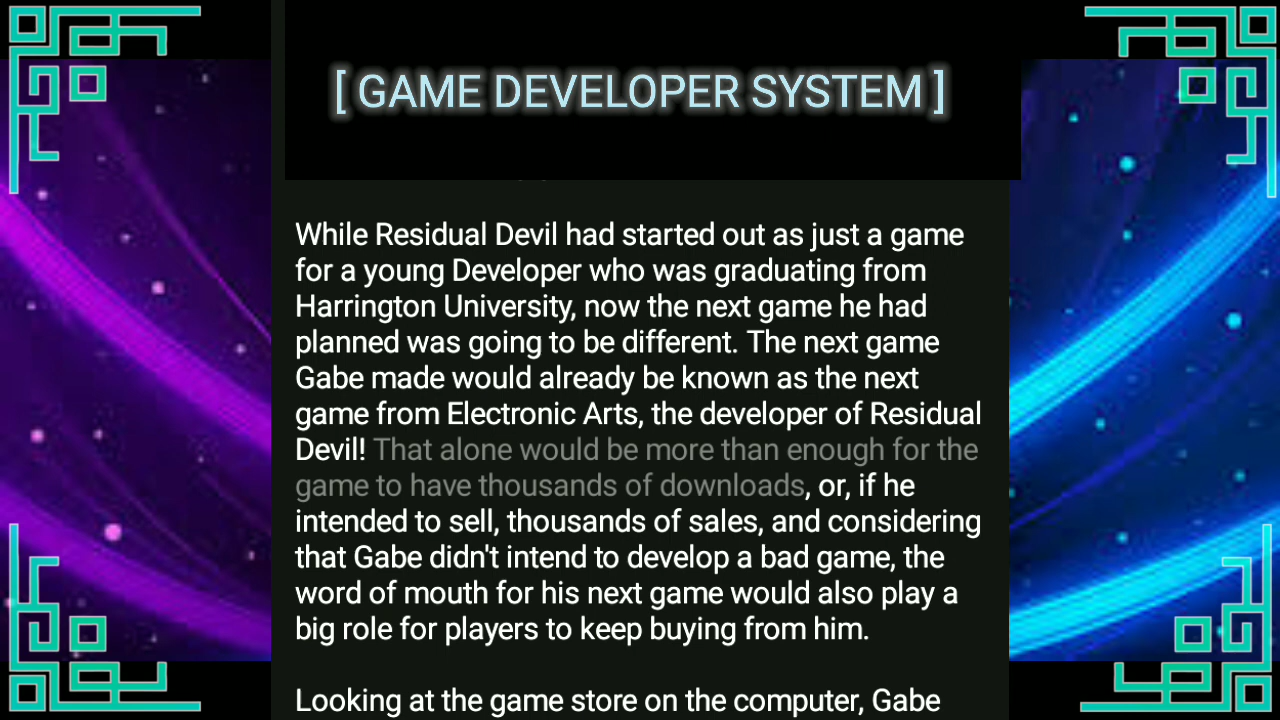 [ GAME DEVELOPER SYSTEM ]
While Residual Devil had started out as just a game
for a young Developer who was graduating from
Harrington University, now the next game he had
planned was going to be different. The next game
Gabe made would already be known as the next
game from Electronic Arts, the developer of Residual
Devil! That alone would be more than enough for the
game to have thousands of downloads, or, if he
intended to sell, thousands of sales, and considering
that Gabe didn't intend to develop a bad game, the
word of mouth for his next game would also play a
big role for players to keep buying from him.
Looking at the game store on the computer, Gabe